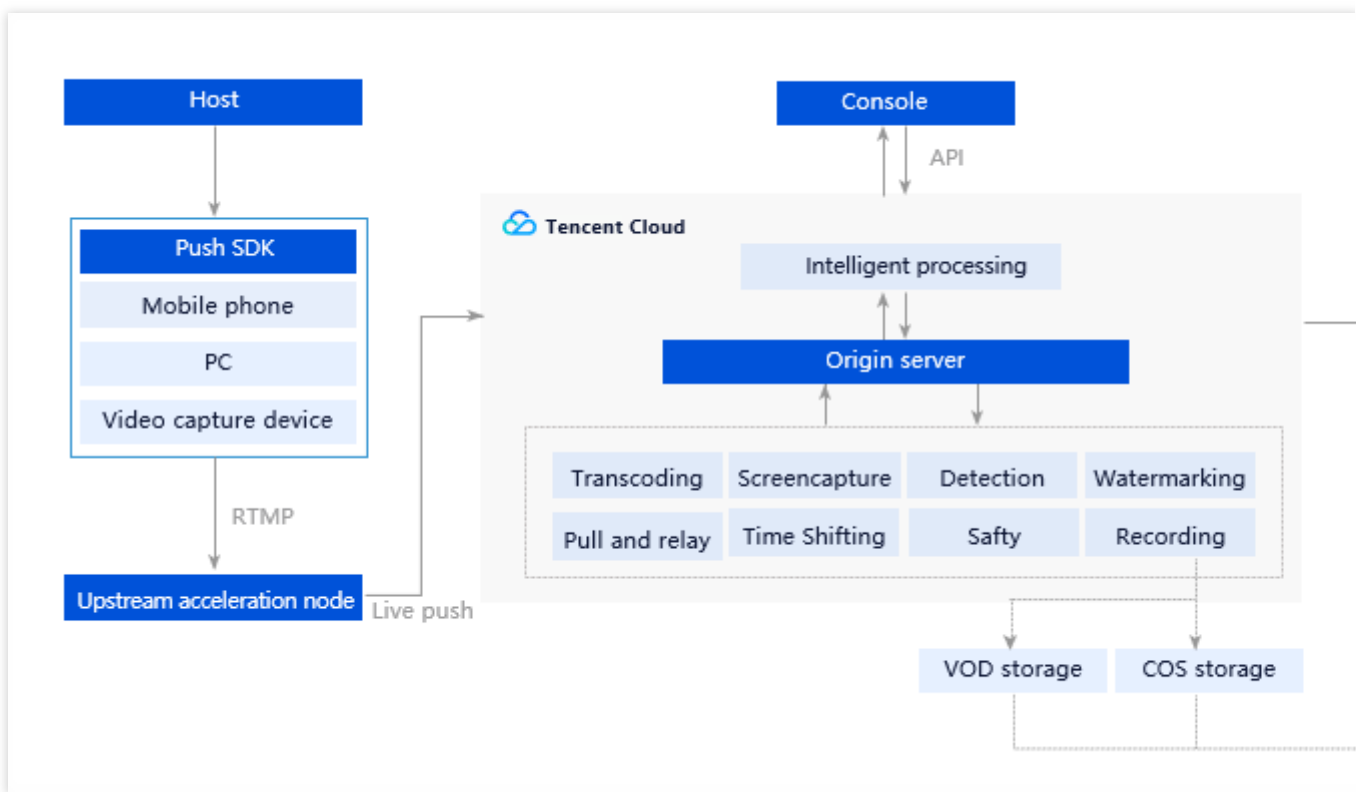 Host
Console
API
Tencent Cloud
Push SDK
Intelligent processing
Mobile phone
PC
Origin server
Video capture device
Transcoding
Screencapture
Detection
Watermarking
RTMP
Pull and relay
Time Shifting
Safty
Recording
Upstream acceleration node
Live push
VOD storage
COS storage